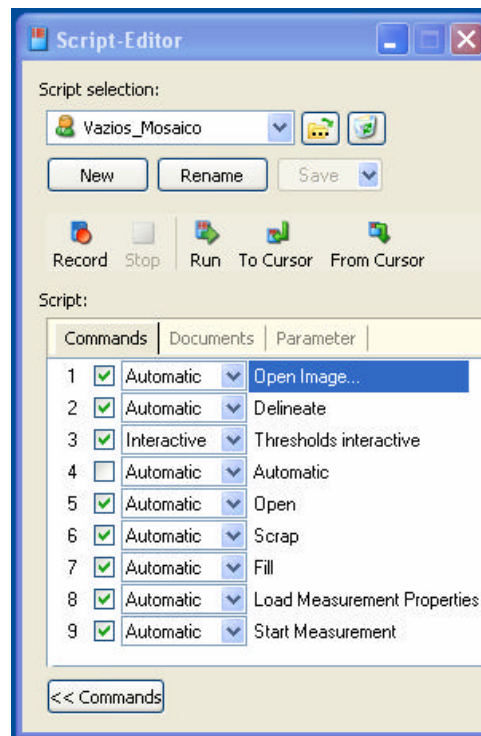 Script-Editor
Script selection:
Vazios_Mosaico
New Rename Save
Record Stop Run To Cursor From Cursor
Script:
Commands Documents Parameter
1 Automatic Open Image...
2 Automatic Delineate
3 Interactive Thresholds interactive
4 Automatic Automatic
5 Automatic Open
6 Automatic Scrap
7 Automatic Fill
8 Automatic Load Measurement Properties
9 Automatic Start Measurement
<< Commands